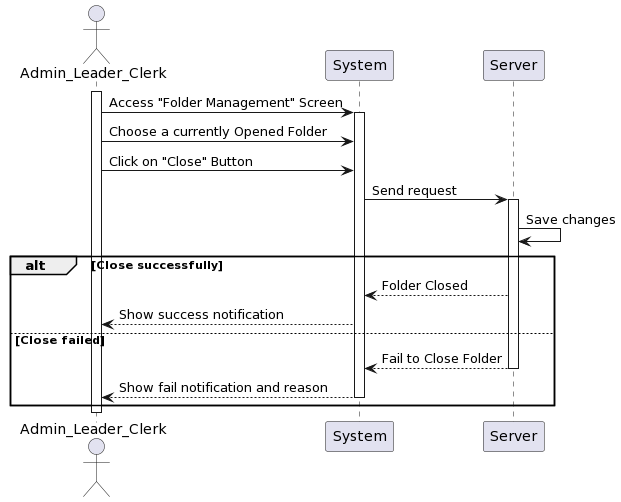 Admin_Leader_Clerk
System
Server
Access "Folder Management" Screen
Choose a currently Opened Folder
Click on "Close" Button
Send request
Save changes
alt
[Close successfully]
Folder Closed
Show success notification
[Close failed]
Fail to Close Folder
Show fail notification and reason
Admin_Leader_Clerk
System
Server